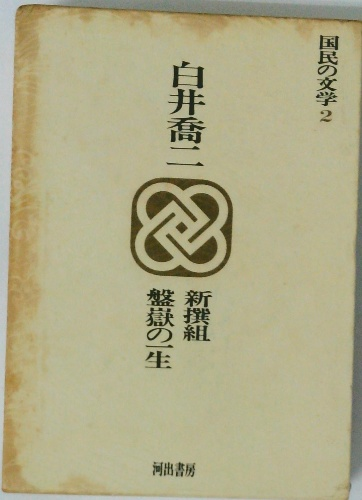 国民の文学2
白井喬二
新撰組
盤嶽の一生
河出書房